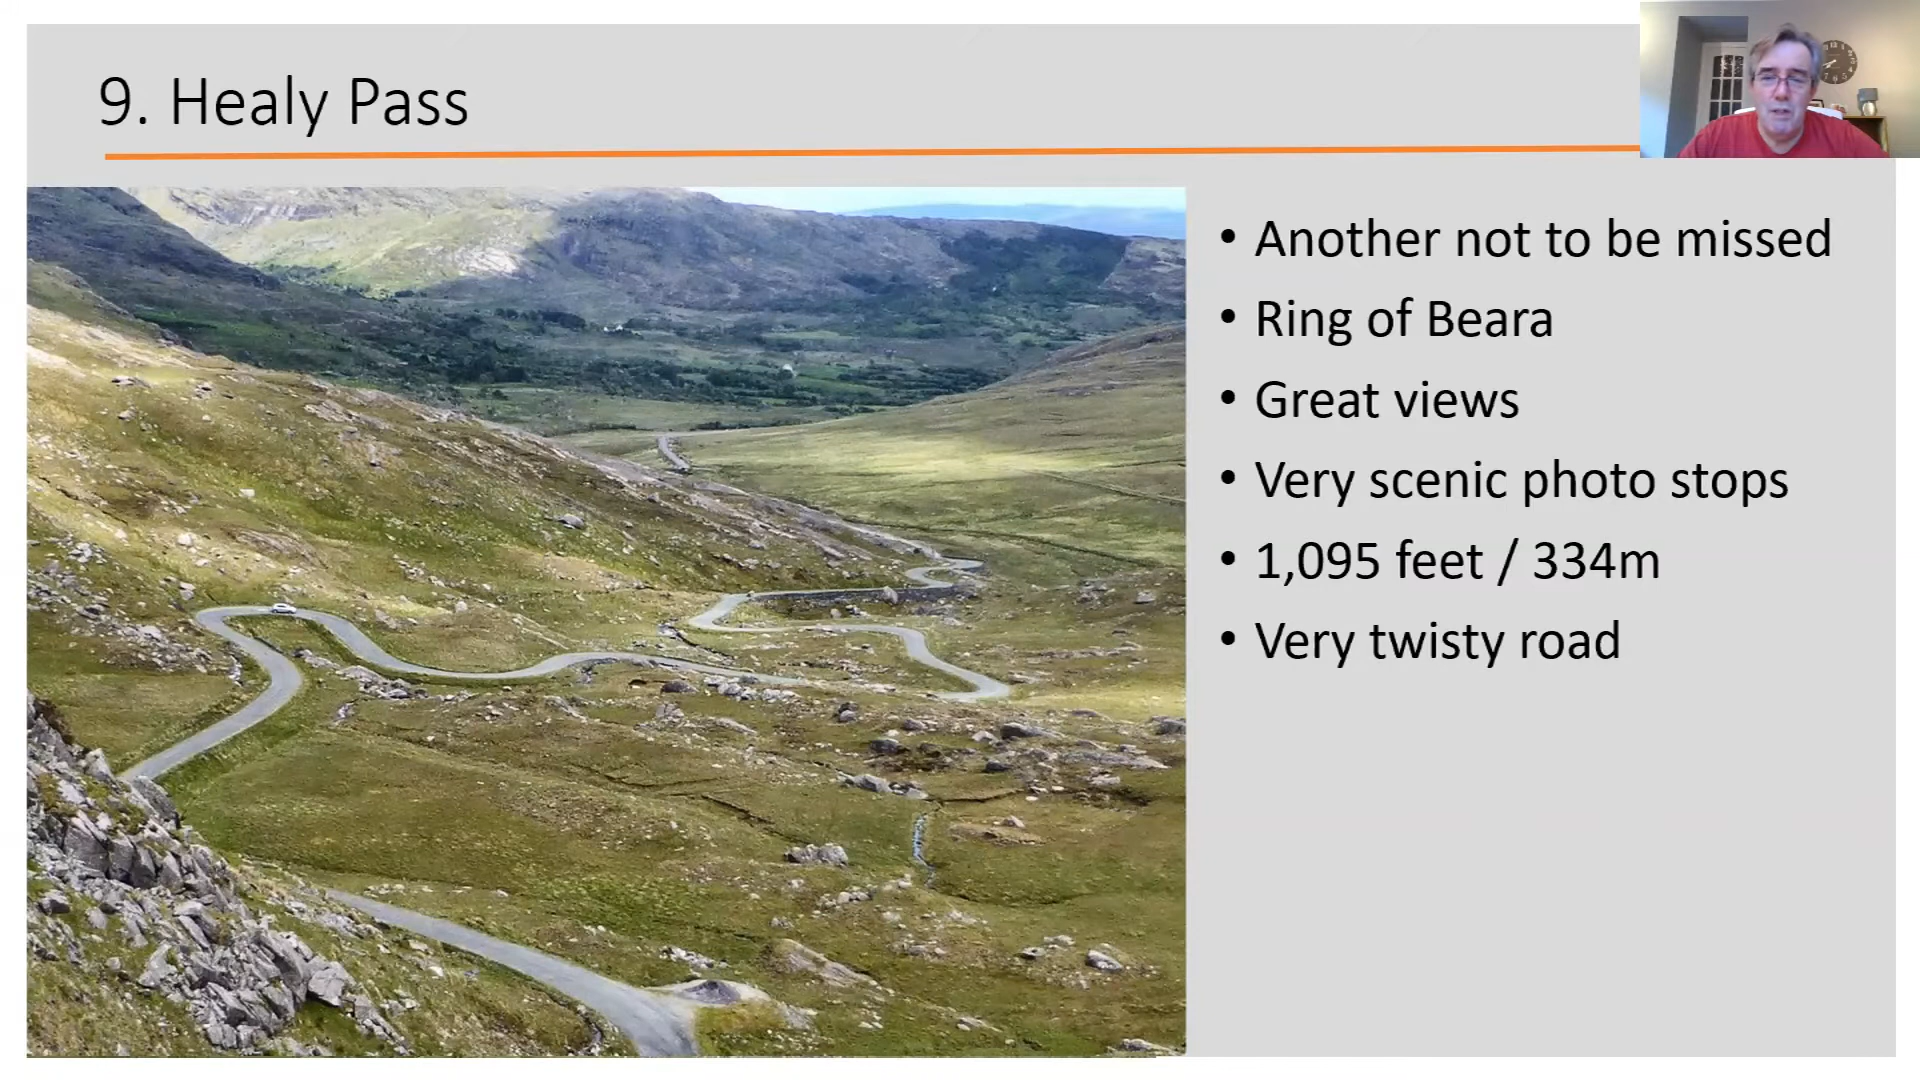 9. Healy Pass
• Another not to be missed
• Ring of Beara
• Great views
• Very scenic photo stops
• 1,095 feet / 334m
• Very twisty road